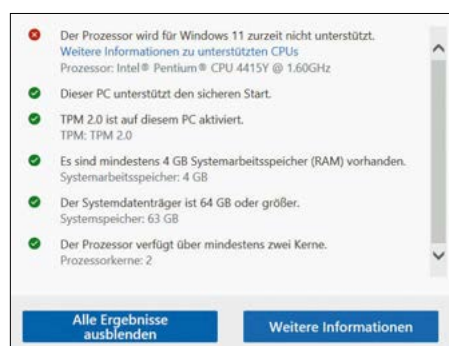 Der Prozessor wird für Windows 11 zurzeit nicht unterstützt.
Weitere Informationen zu unterstützten CPUs
Prozessor: Intel® Pentium® CPU 4415Y @ 1.60GHz
Dieser PC unterstützt den sicheren Start.
TPM 2.0 ist auf diesem PC aktiviert.
TPM: TPM 2.0
Es sind mindestens 4 GB Systemarbeitsspeicher (RAM) vorhanden.
Systemarbeitsspeicher: 4 GB
Der Systemdatenträger ist 64 GB oder größer.
Systemspeicher: 63 GB
Der Prozessor verfügt über mindestens zwei Kerne.
Prozessorkerne: 2
Alle Ergebnisse
ausblenden
Weitere Informationen